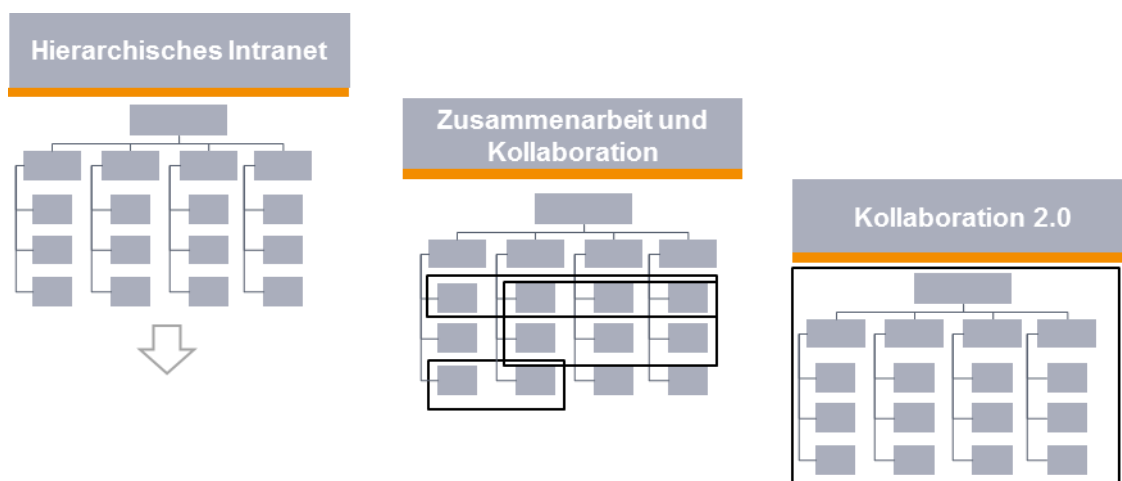 Hierarchisches Intranet
Zusammenarbeit und
Kollaboration
Kollaboration 2.0